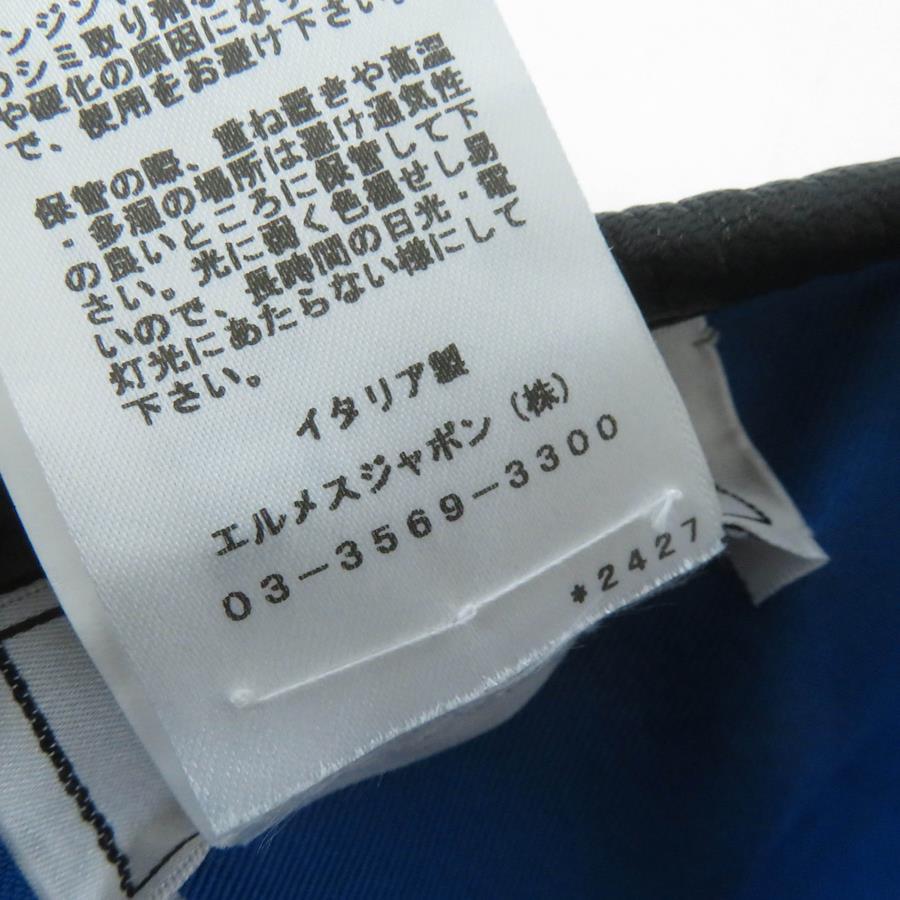 ンジン
シミ取り剤
や硬化の原因にな
で、使用をお避け下さい。
保管の際、重ね置きや高温
・多湿の場所は避け通気性
の良いところに保管して下
さい。光に弱く色褪せし易
いので、長時間の日光・電
灯光にあたらない様にして
下さい。
イタリア製
エルメスジャポン(株)
03-3569-3300
*2427